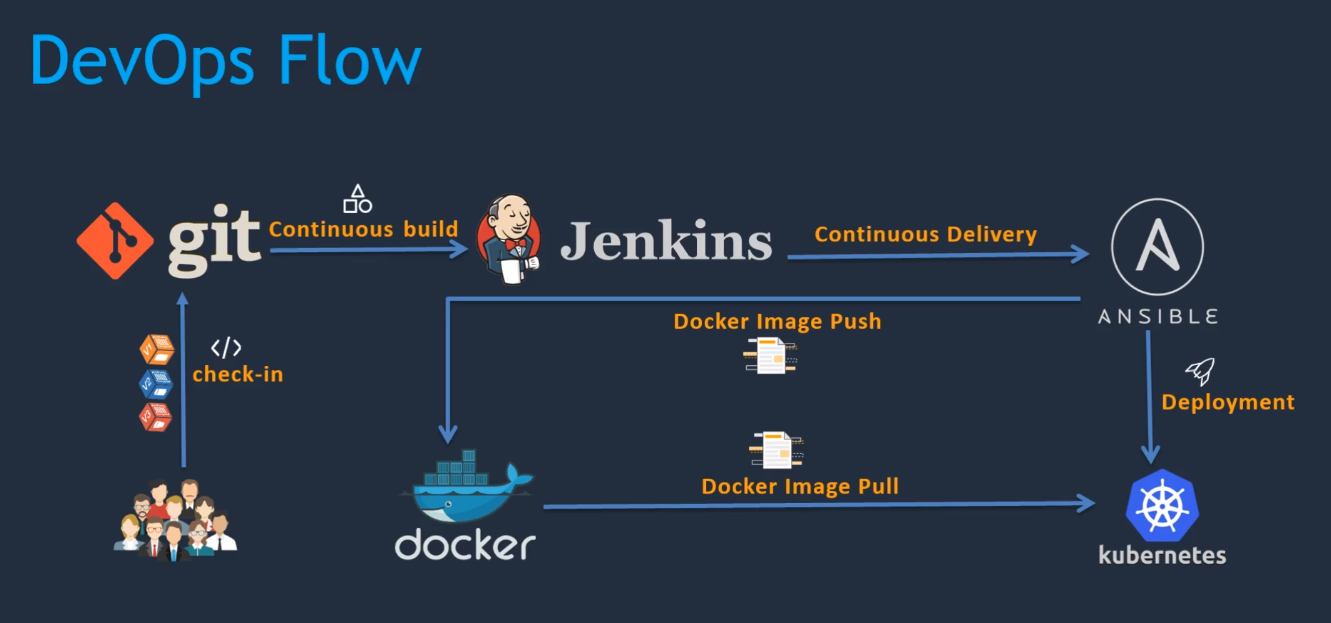 DevOps Flow
git
Continuous build
Jenkins
Continuous Delivery
ANSIBLE
Docker Image Push
V1
</>
check-in
V2
V3
Deployment
docker
Docker Image Pull
kubernetes